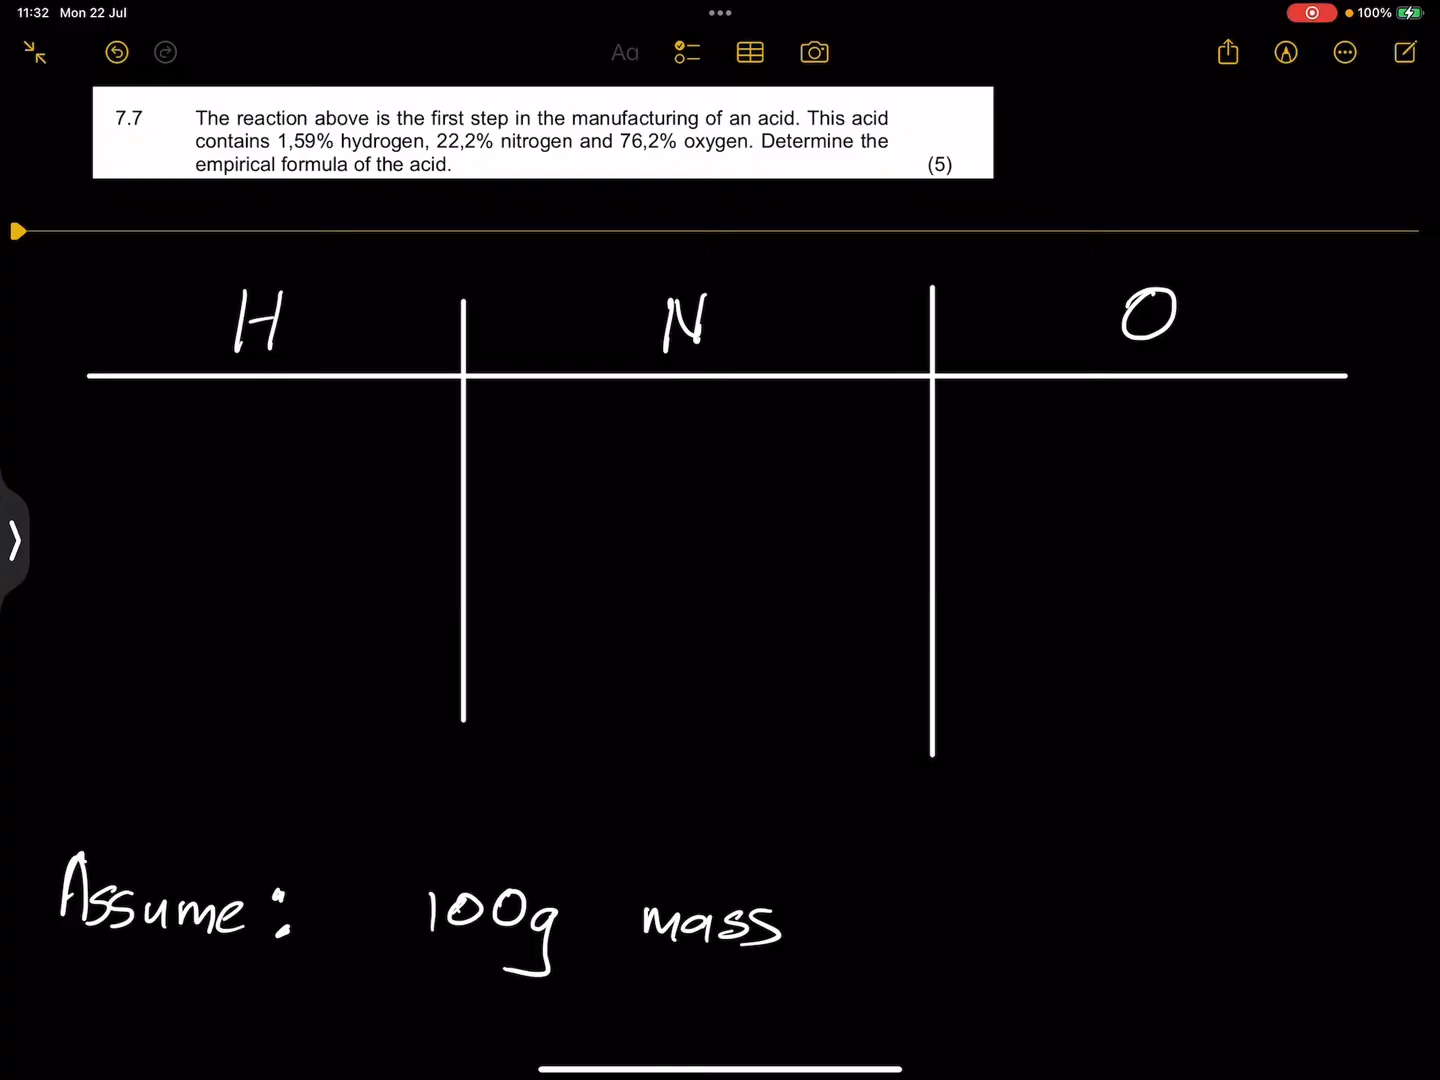 11:32 Mon 22 Jul
100%
Aa
7.7 The reaction above is the first step in the manufacturing of an acid. This acid
contains 1,59% hydrogen, 22,2% nitrogen and 76,2% oxygen. Determine the
empirical formula of the acid. (5)
H N O
Assume: 100g mass